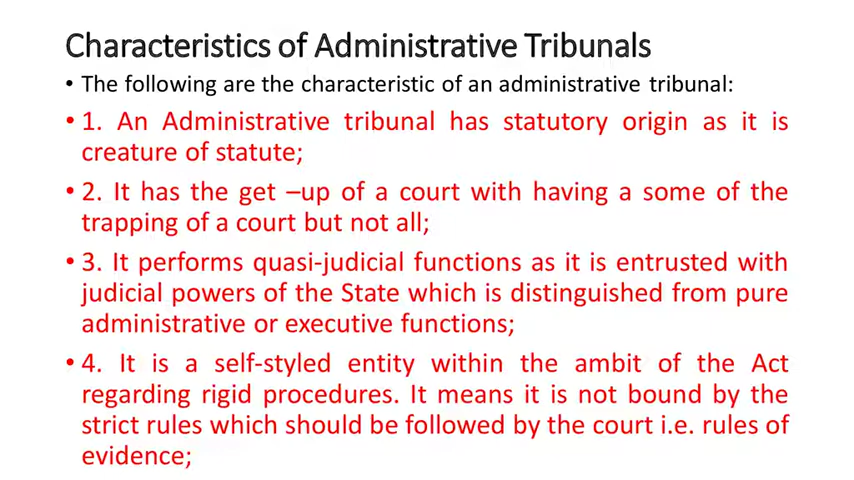 Characteristics of Administrative Tribunals
• The following are the characteristic of an administrative tribunal:
• 1. An Administrative tribunal has statutory origin as it is
creature of statute;
• 2. It has the get –up of a court with having a some of the
trapping of a court but not all;
• 3. It performs quasi-judicial functions as it is entrusted with
judicial powers of the State which is distinguished from pure
administrative or executive functions;
• 4. It is a self-styled entity within the ambit of the Act
regarding rigid procedures. It means it is not bound by the
strict rules which should be followed by the court i.e. rules of
evidence;